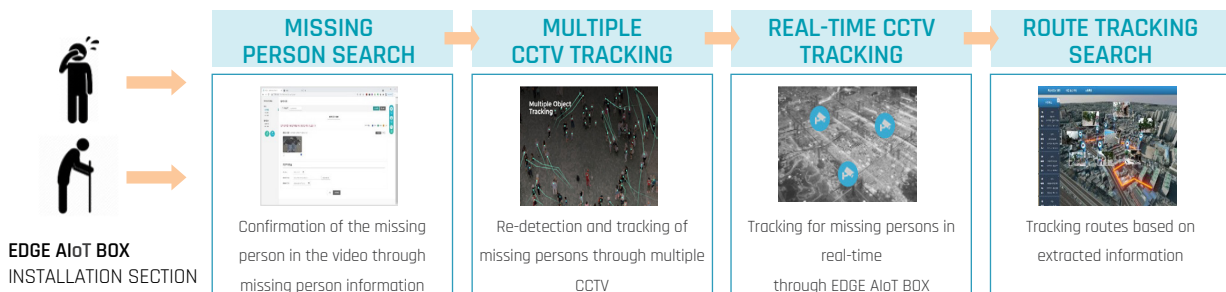 MISSING
PERSON SEARCH
MULTIPLE
CCTV TRACKING
REAL-TIME CCTV
TRACKING
ROUTE TRACKING
SEARCH
Multiple Object
Tracking
EDGE AIoT BOX
INSTALLATION SECTION
Confirmation of the missing
person in the video through
missing person information
Re-detection and tracking of
missing persons through multiple
CCTV
Tracking for missing persons in
real-time
through EDGE AIoT BOX
Tracking routes based on
extracted information